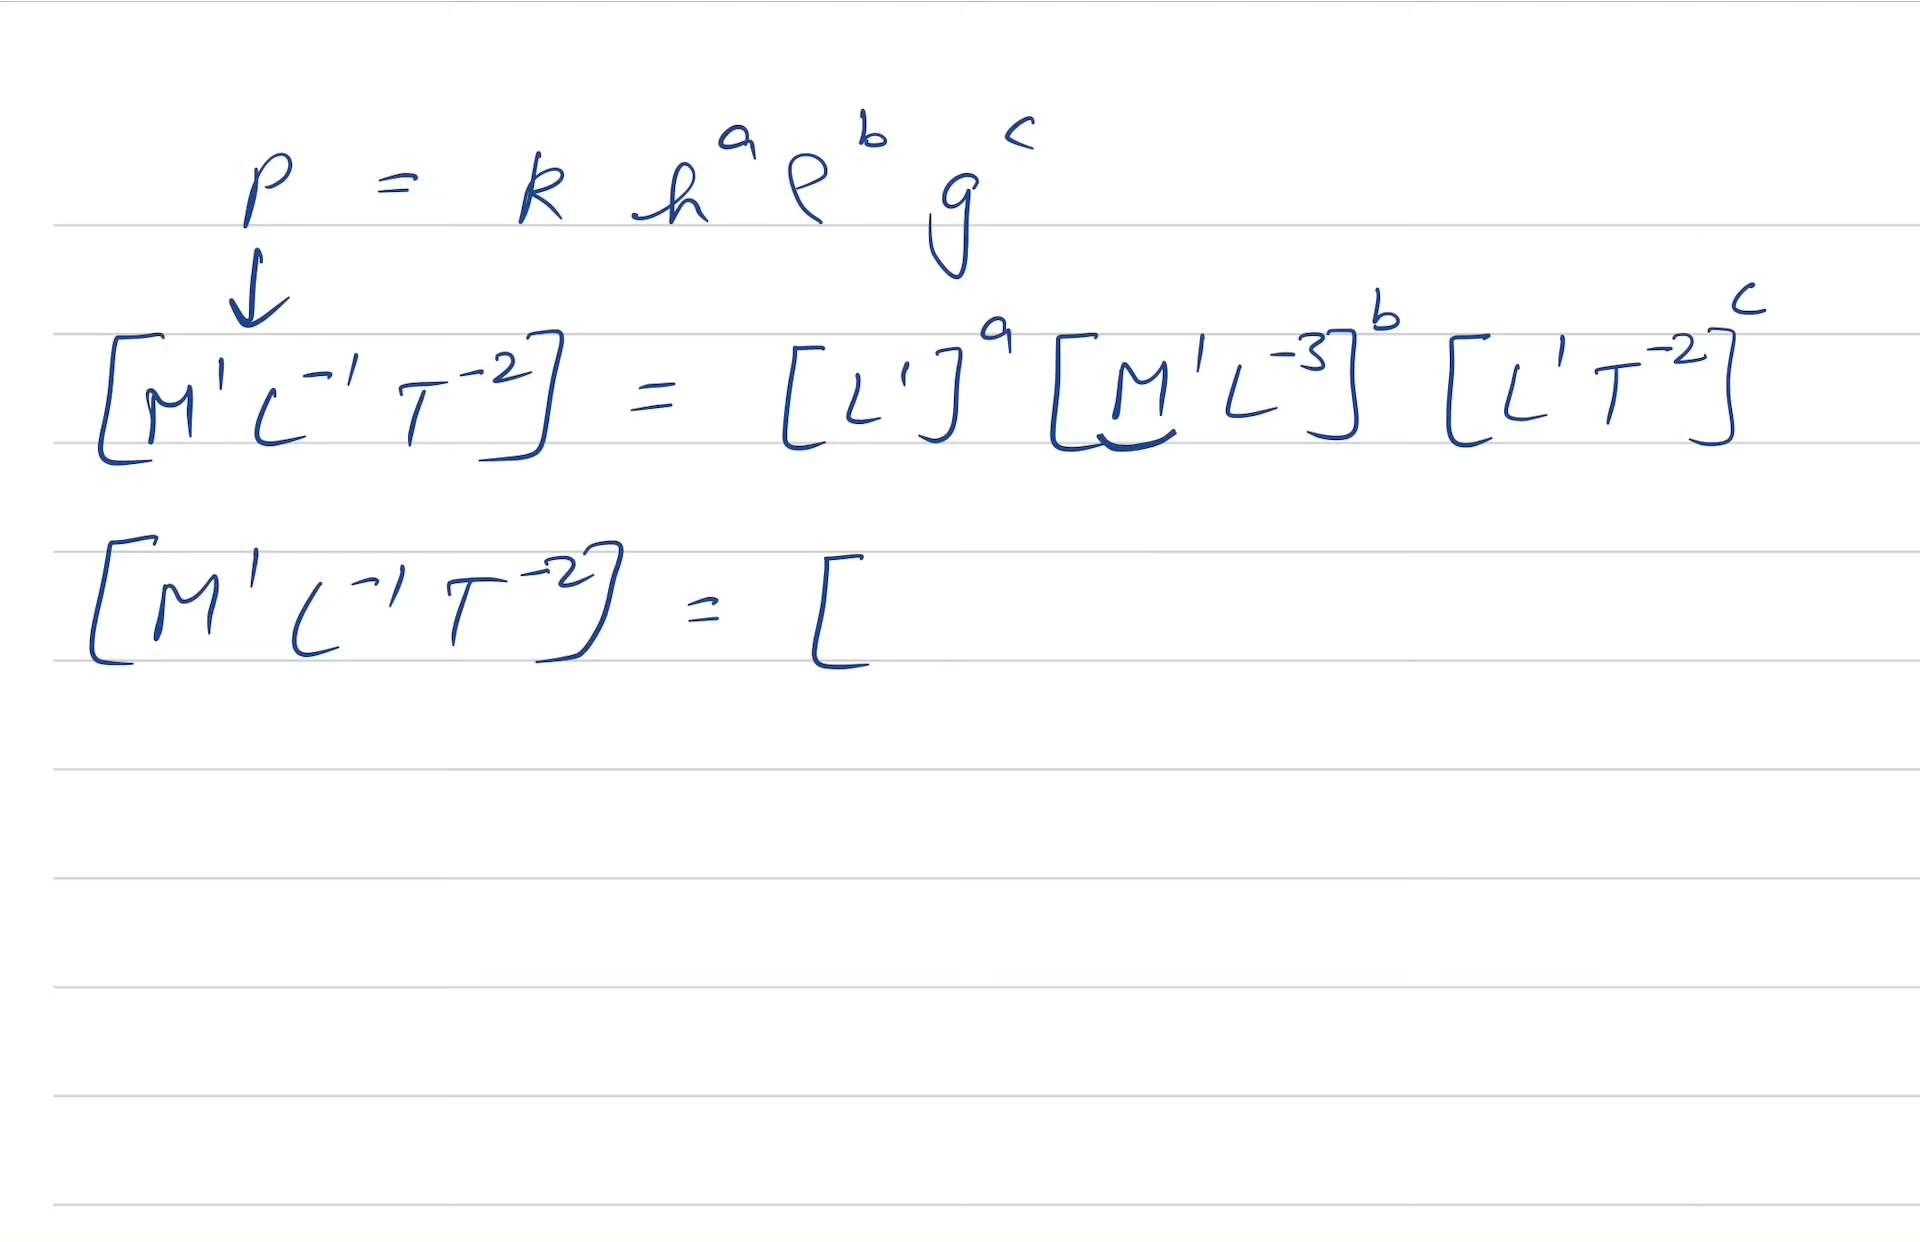 P = k h^a ρ^b g^c
↓
[M^1 L^-1 T^-2] = [L^1]^a [M^1 L^-3]^b [L^1 T^-2]^c
[M^1 L^-1 T^-2] = [